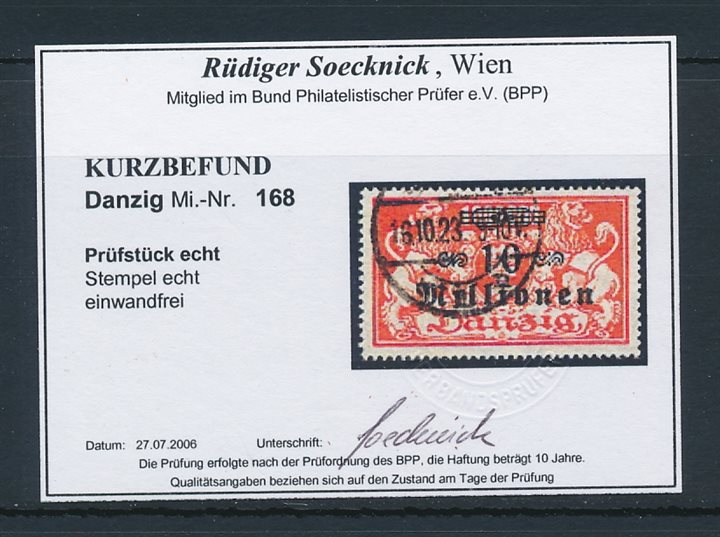 Rüdiger Soecknick, Wien
Mitglied im Bund Philatelistischer Prüfer e.V. (BPP)
KURZBEFUND
Danzig Mi.-Nr. 168
Prüfstück echt
Stempel echt
einwandfrei
16.10.23
10
Millionen
Danzig
Datum: 27.07.2006 Unterschrift: Soecknick
Die Prüfung erfolgte nach der Prüfordnung des BPP, die Haftung beträgt 10 Jahre.
Qualitätsangaben beziehen sich auf den Zustand am Tage der Prüfung